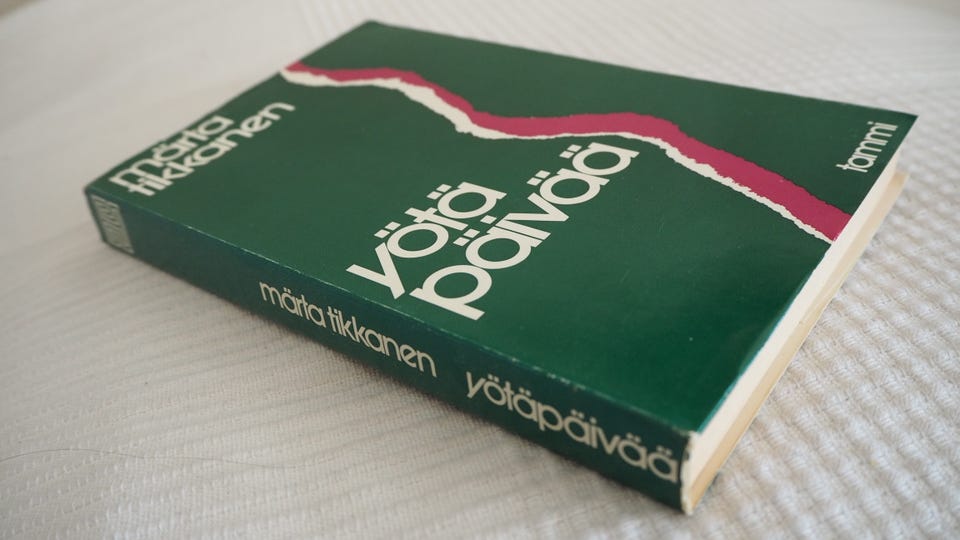 märta
tikkanen
yötä
päivää
tammi
märta tikkanen yötäpäivää